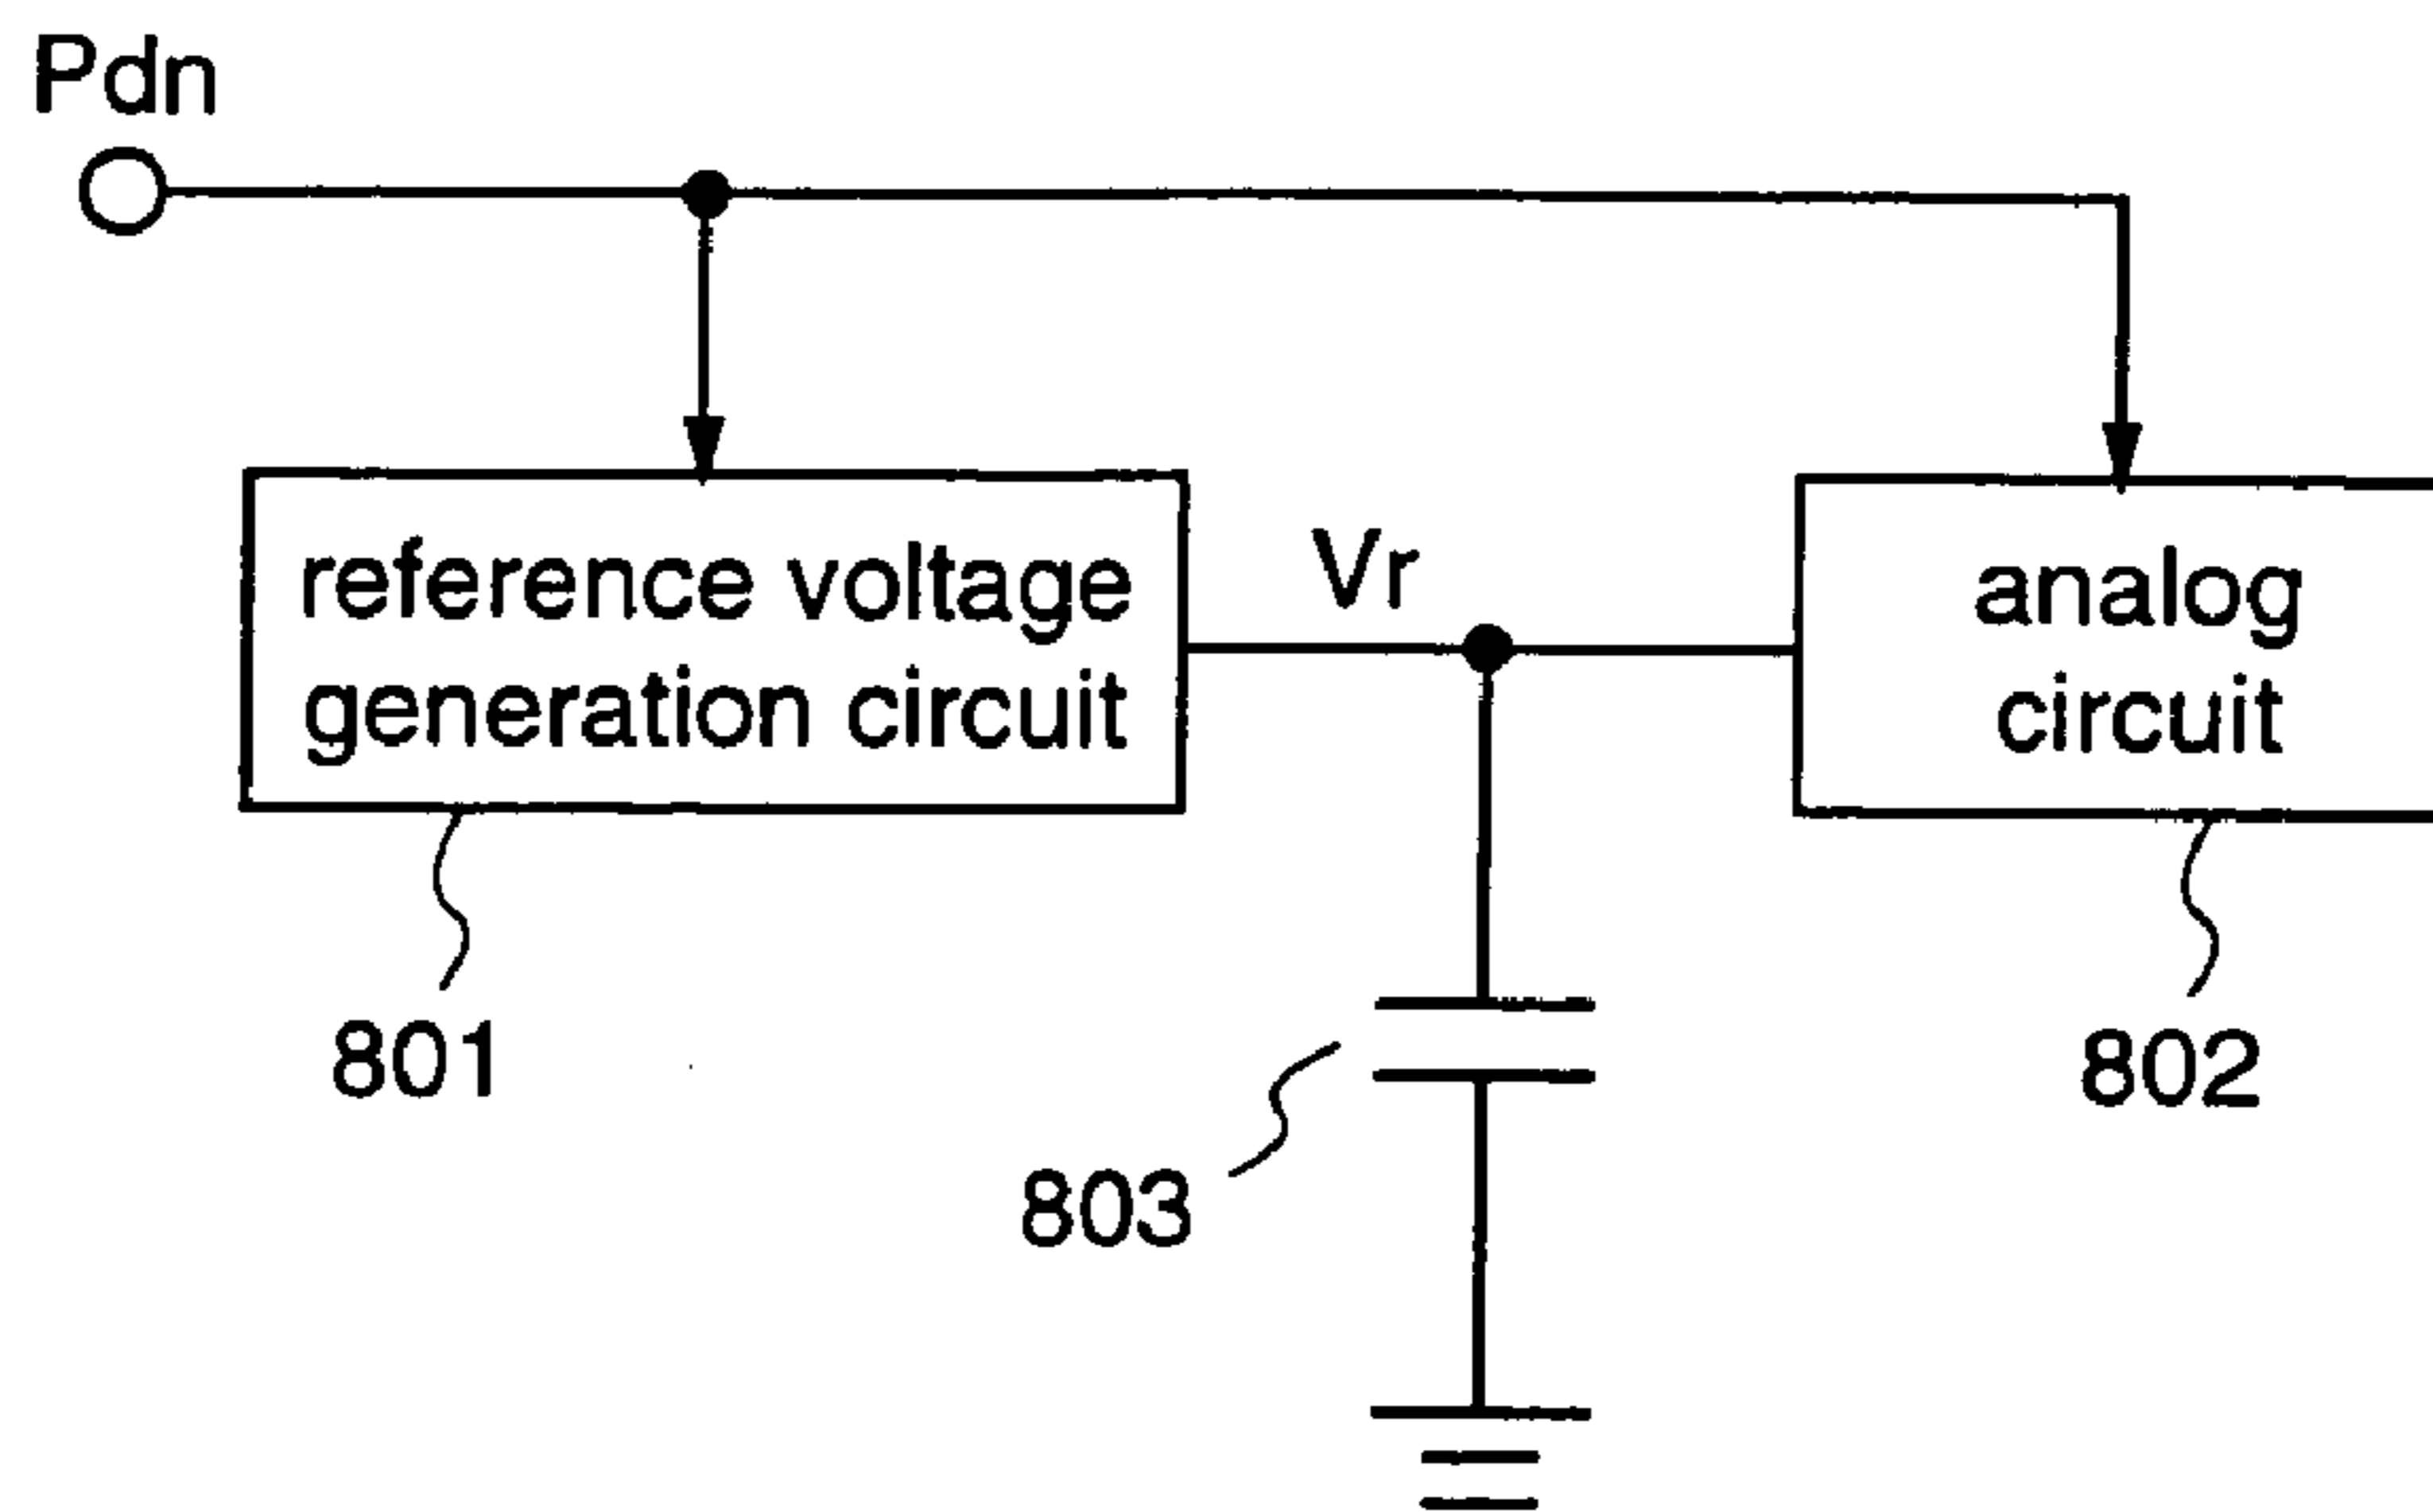 Pdn
reference voltage
generation circuit
Vr
analog
circuit
801
802
803